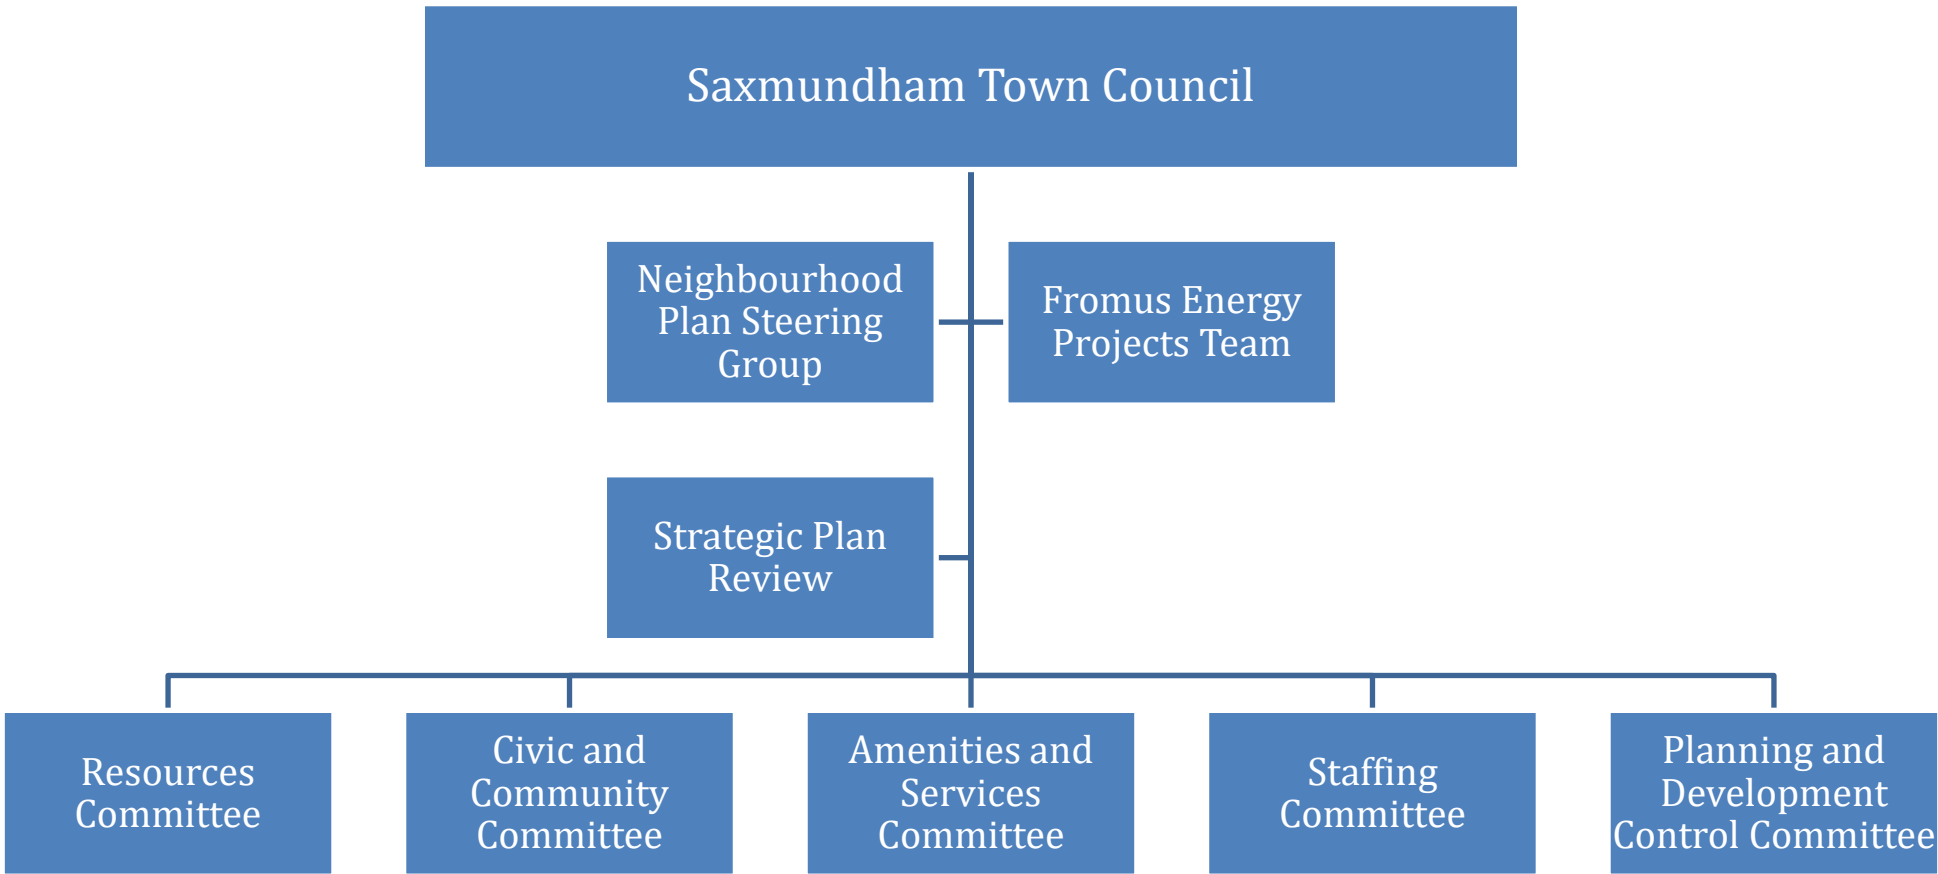 Saxmundham Town Council
Neighbourhood
Plan Steering
Group
Fromus Energy
Projects Team
Strategic Plan
Review
Resources
Committee
Civic and
Community
Committee
Amenities and
Services
Committee
Staffing
Committee
Planning and
Development
Control Committee